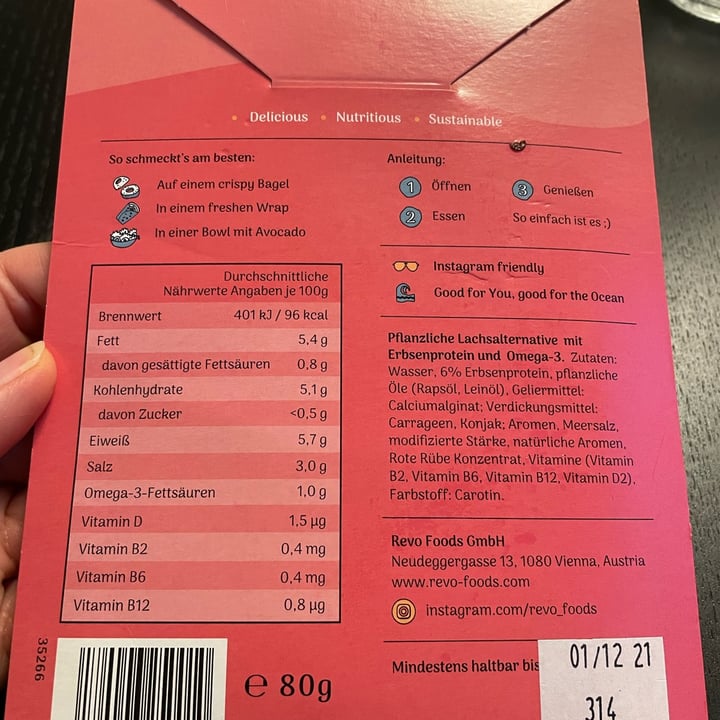 • Delicious • Nutritious • Sustainable
So schmeckt's am besten:
Auf einem crispy Bagel
In einem freshen Wrap
In einer Bowl mit Avocado
Anleitung:
1 Öffnen
2 Essen
3 Genießen
So einfach ist es ;)
Instagram friendly
Good for You, good for the Ocean
Durchschnittliche
Nährwerte Angaben je 100g
Brennwert 401 kJ / 96 kcal
Fett 5,4 g
davon gesättigte Fettsäuren 0,8 g
Kohlenhydrate 5,1 g
davon Zucker <0,5 g
Eiweiß 5,7 g
Salz 3,0 g
Omega-3-Fettsäuren 1,0 g
Vitamin D 1,5 µg
Vitamin B2 0,4 mg
Vitamin B6 0,4 mg
Vitamin B12 0,8 µg
Pflanzliche Lachsalternative mit
Erbsenprotein und Omega-3. Zutaten:
Wasser, 6% Erbsenprotein, pflanzliche
Öle (Rapsöl, Leinöl), Geliermittel:
Calciumalginat; Verdickungsmittel:
Carrageen, Konjak; Aromen, Meersalz,
modifizierte Stärke, natürliche Aromen,
Rote Rübe Konzentrat, Vitamine (Vitamin
B2, Vitamin B6, Vitamin B12, Vitamin D2),
Farbstoff: Carotin.
Revo Foods GmbH
Neudeggergasse 13, 1080 Vienna, Austria
www.revo-foods.com
instagram.com/revo_foods
Mindestens haltbar bis
01/12 21
314
35266
e 80g